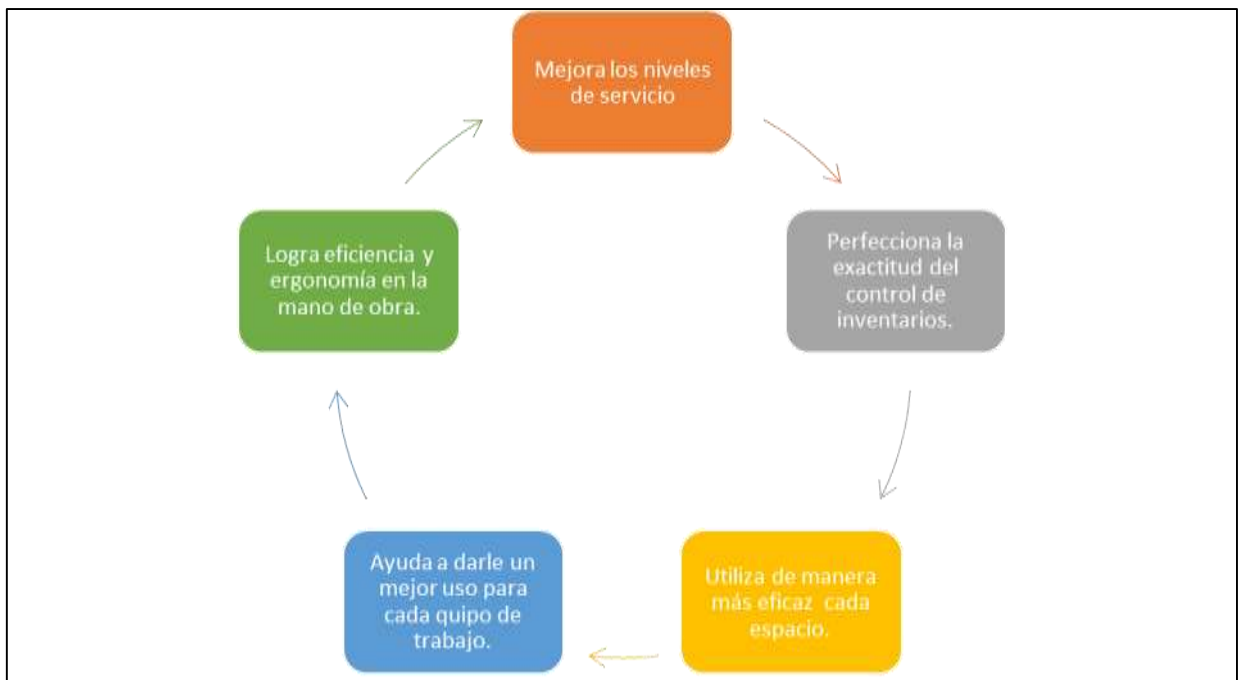 Mejora los niveles
de servicio
Perfecciona la
exactitud del
control de
inventarios.
Utiliza de manera
más eficaz cada
espacio.
Ayuda a darle un
mejor uso para
cada quipo de
trabajo.
Logra eficiencia y
ergonomía en la
mano de obra.